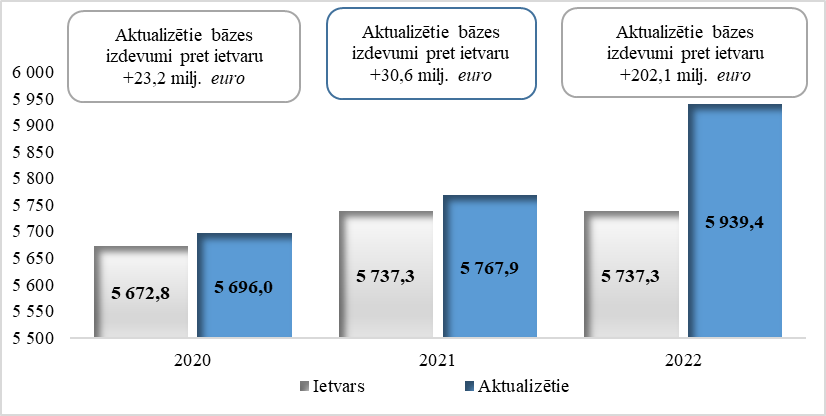 Aktualizētie bāzes
izdevumi pret ietvaru
+23,2 milj. euro
Aktualizētie bāzes
izdevumi pret ietvaru
+30,6 milj. euro
Aktualizētie bāzes
izdevumi pret ietvaru
+202,1 milj. euro
6 000
5 950
5 900
5 850
5 800
5 750
5 700
5 650
5 600
5 550
5 500
5 672,8
5 696,0
5 737,3
5 767,9
5 737,3
5 939,4
2020
2021
2022
Ietvars
Aktualizētie